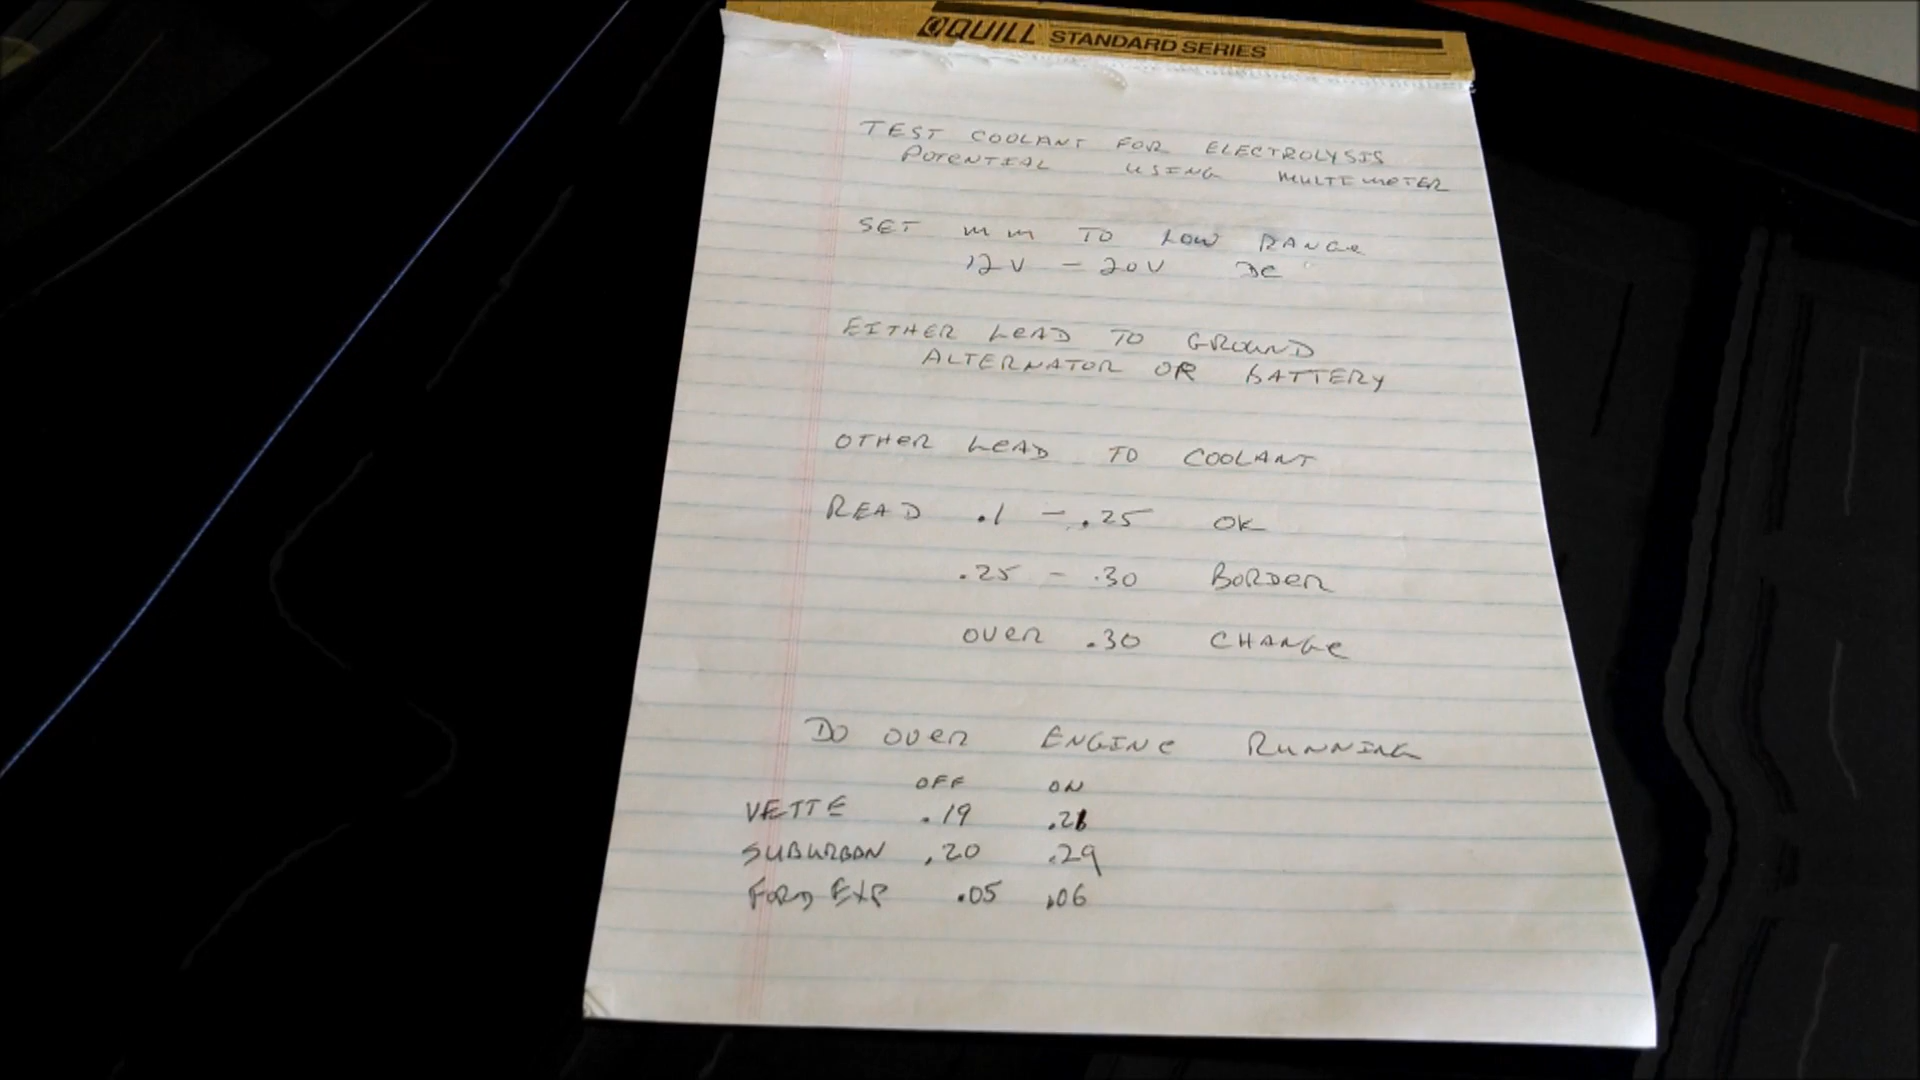 QUILL STANDARD SERIES
TEST COOLANT FOR ELECTROLYSIS
POTENTIAL USING MULTIMETER
SET MM TO LOW RANGE
12V - 20V DC
EITHER LEAD TO GROUND
ALTERNATOR OR BATTERY
OTHER LEAD TO COOLANT
READ .1 - .25 OK
.25 - .30 BORDER
OVER .30 CHANGE
DO OVER ENGINE RUNNING
OFF ON
VETTE .19 .21
SUBURBAN .20 .29
FORD EXP .05 .06